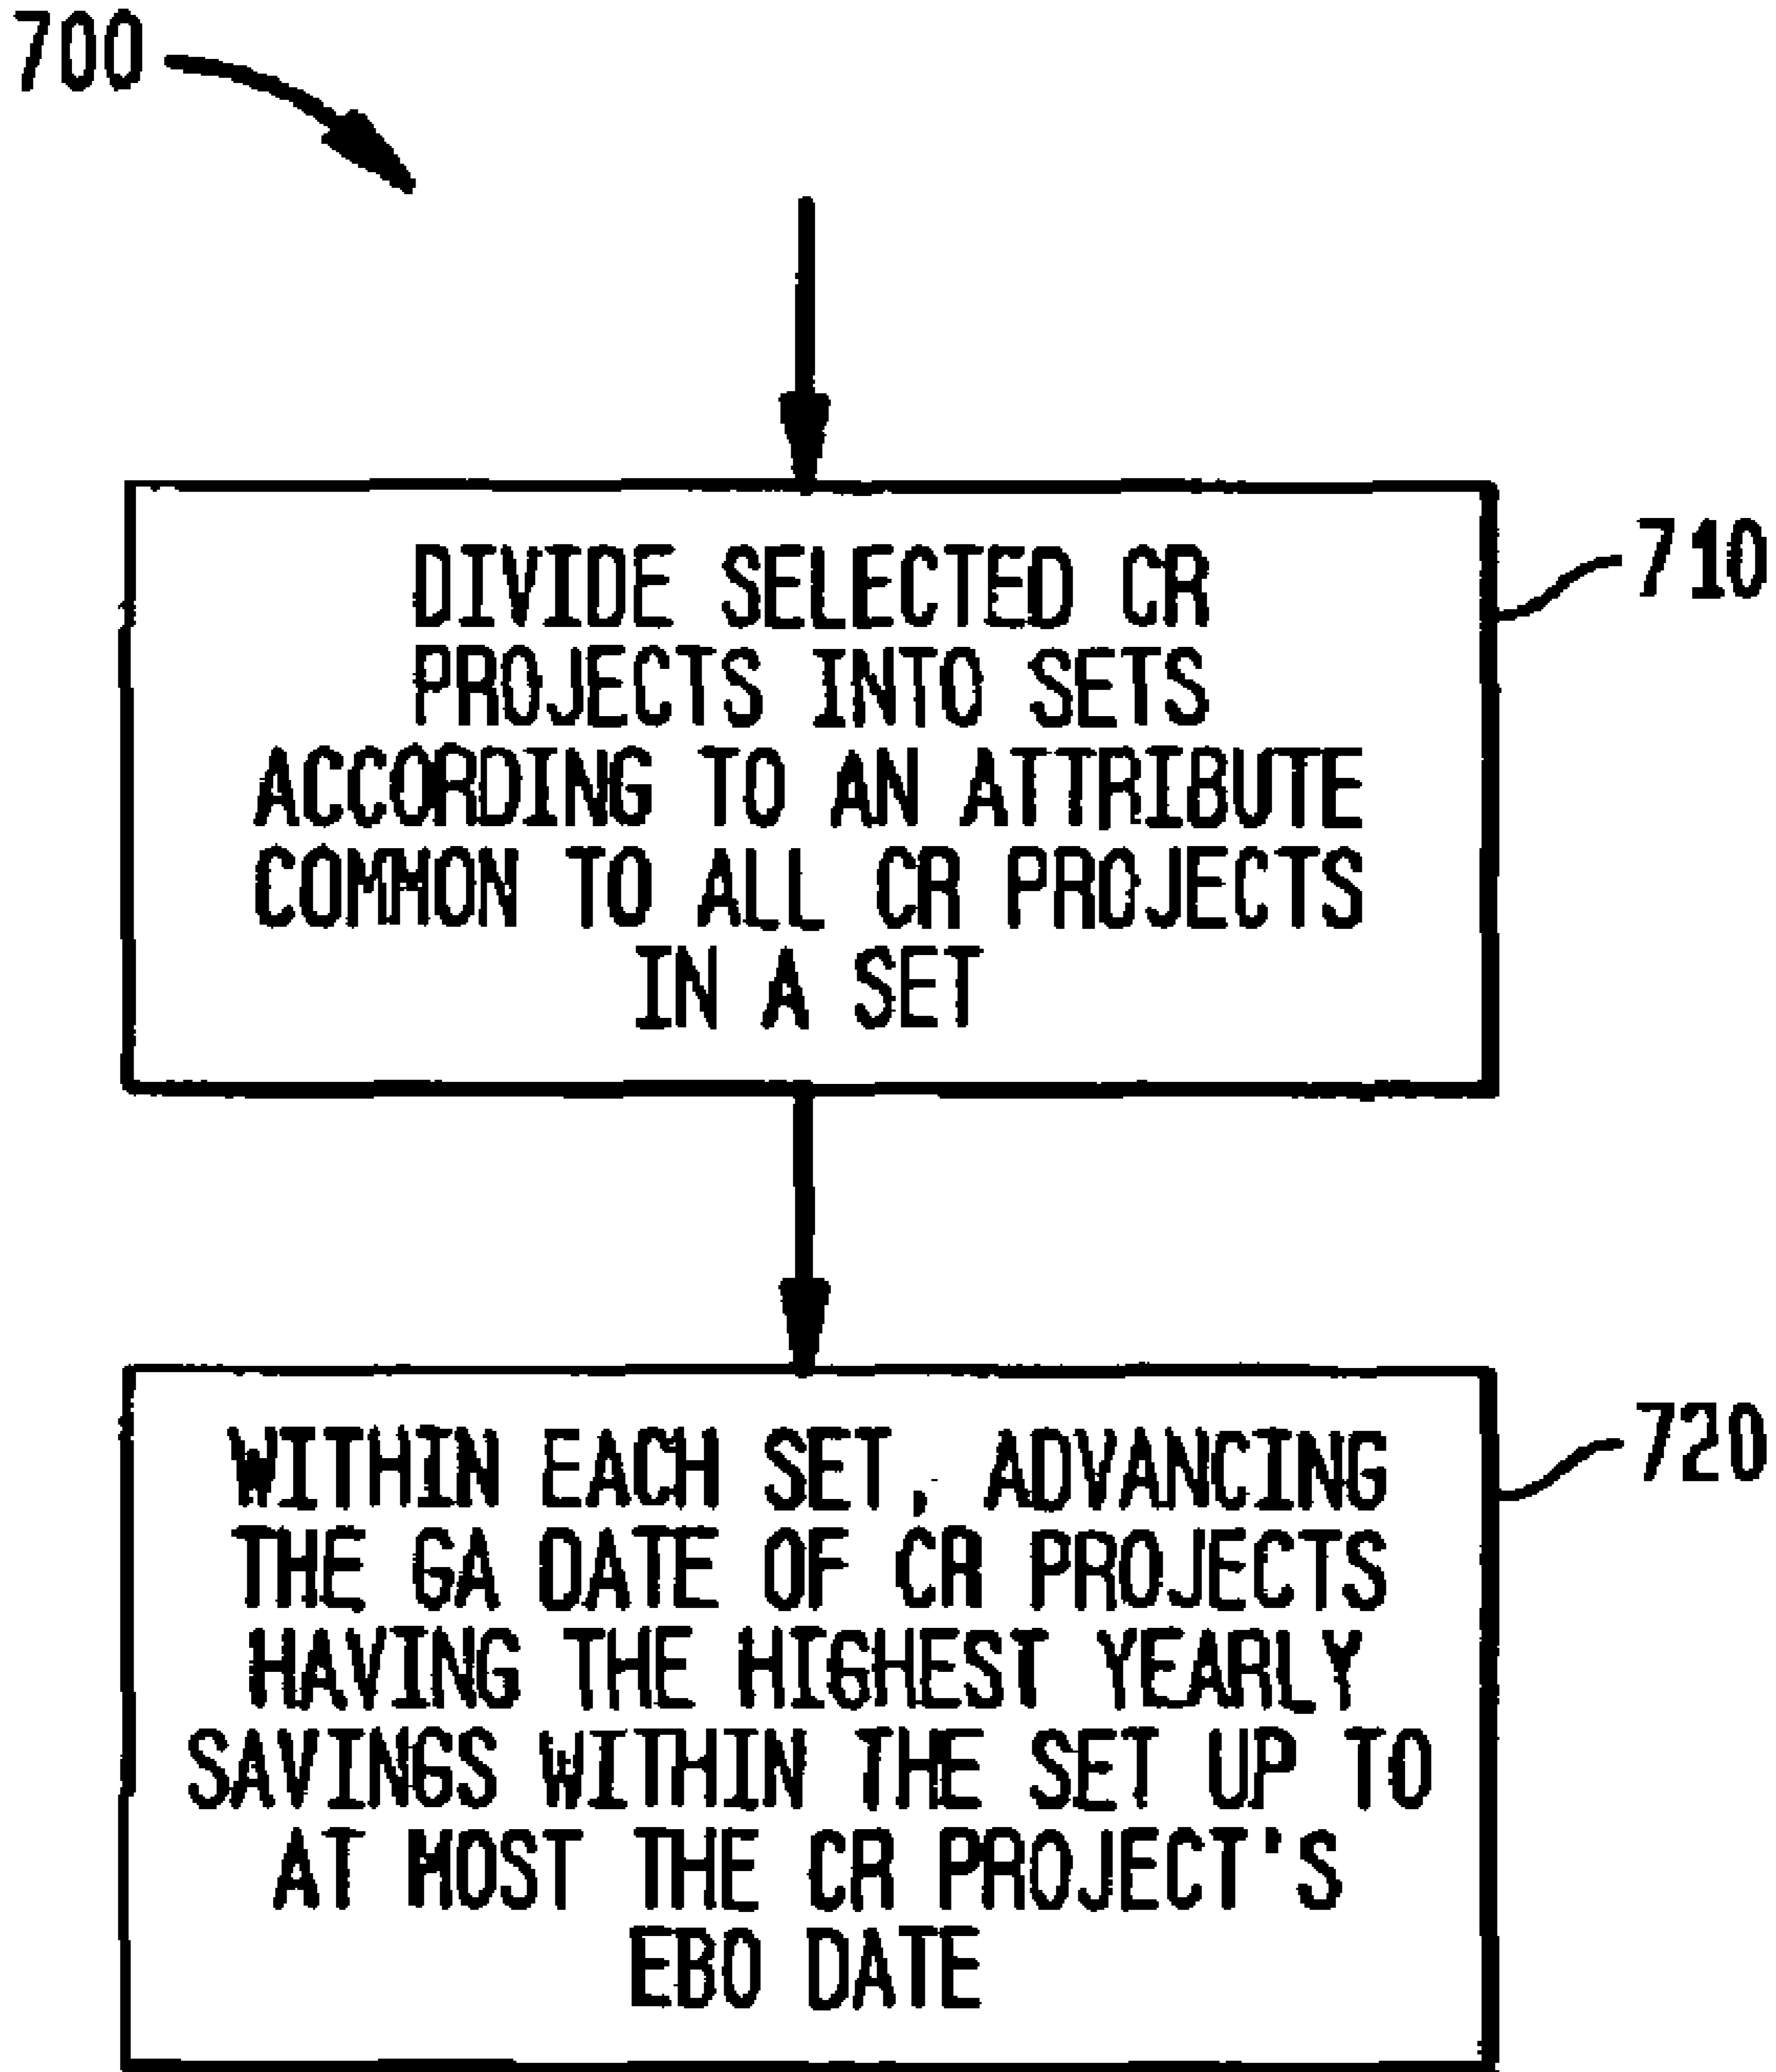 700
DIVIDE SELECTED CR
710
PROJECTS INTO SETS
ACCORDING TO AN ATTRIBUTE
COMMON TO ALL CR PROJECTS
IN A SET
WITHIN EACH SET, ADVANCING
720
THE GA DATE OF CR PROJECTS
HAVING THE HIGHEST YEARLY
SAVINGS WITHIN THE SET UP TO
AT MOST THE CR PROJECT'S
EBO DATE